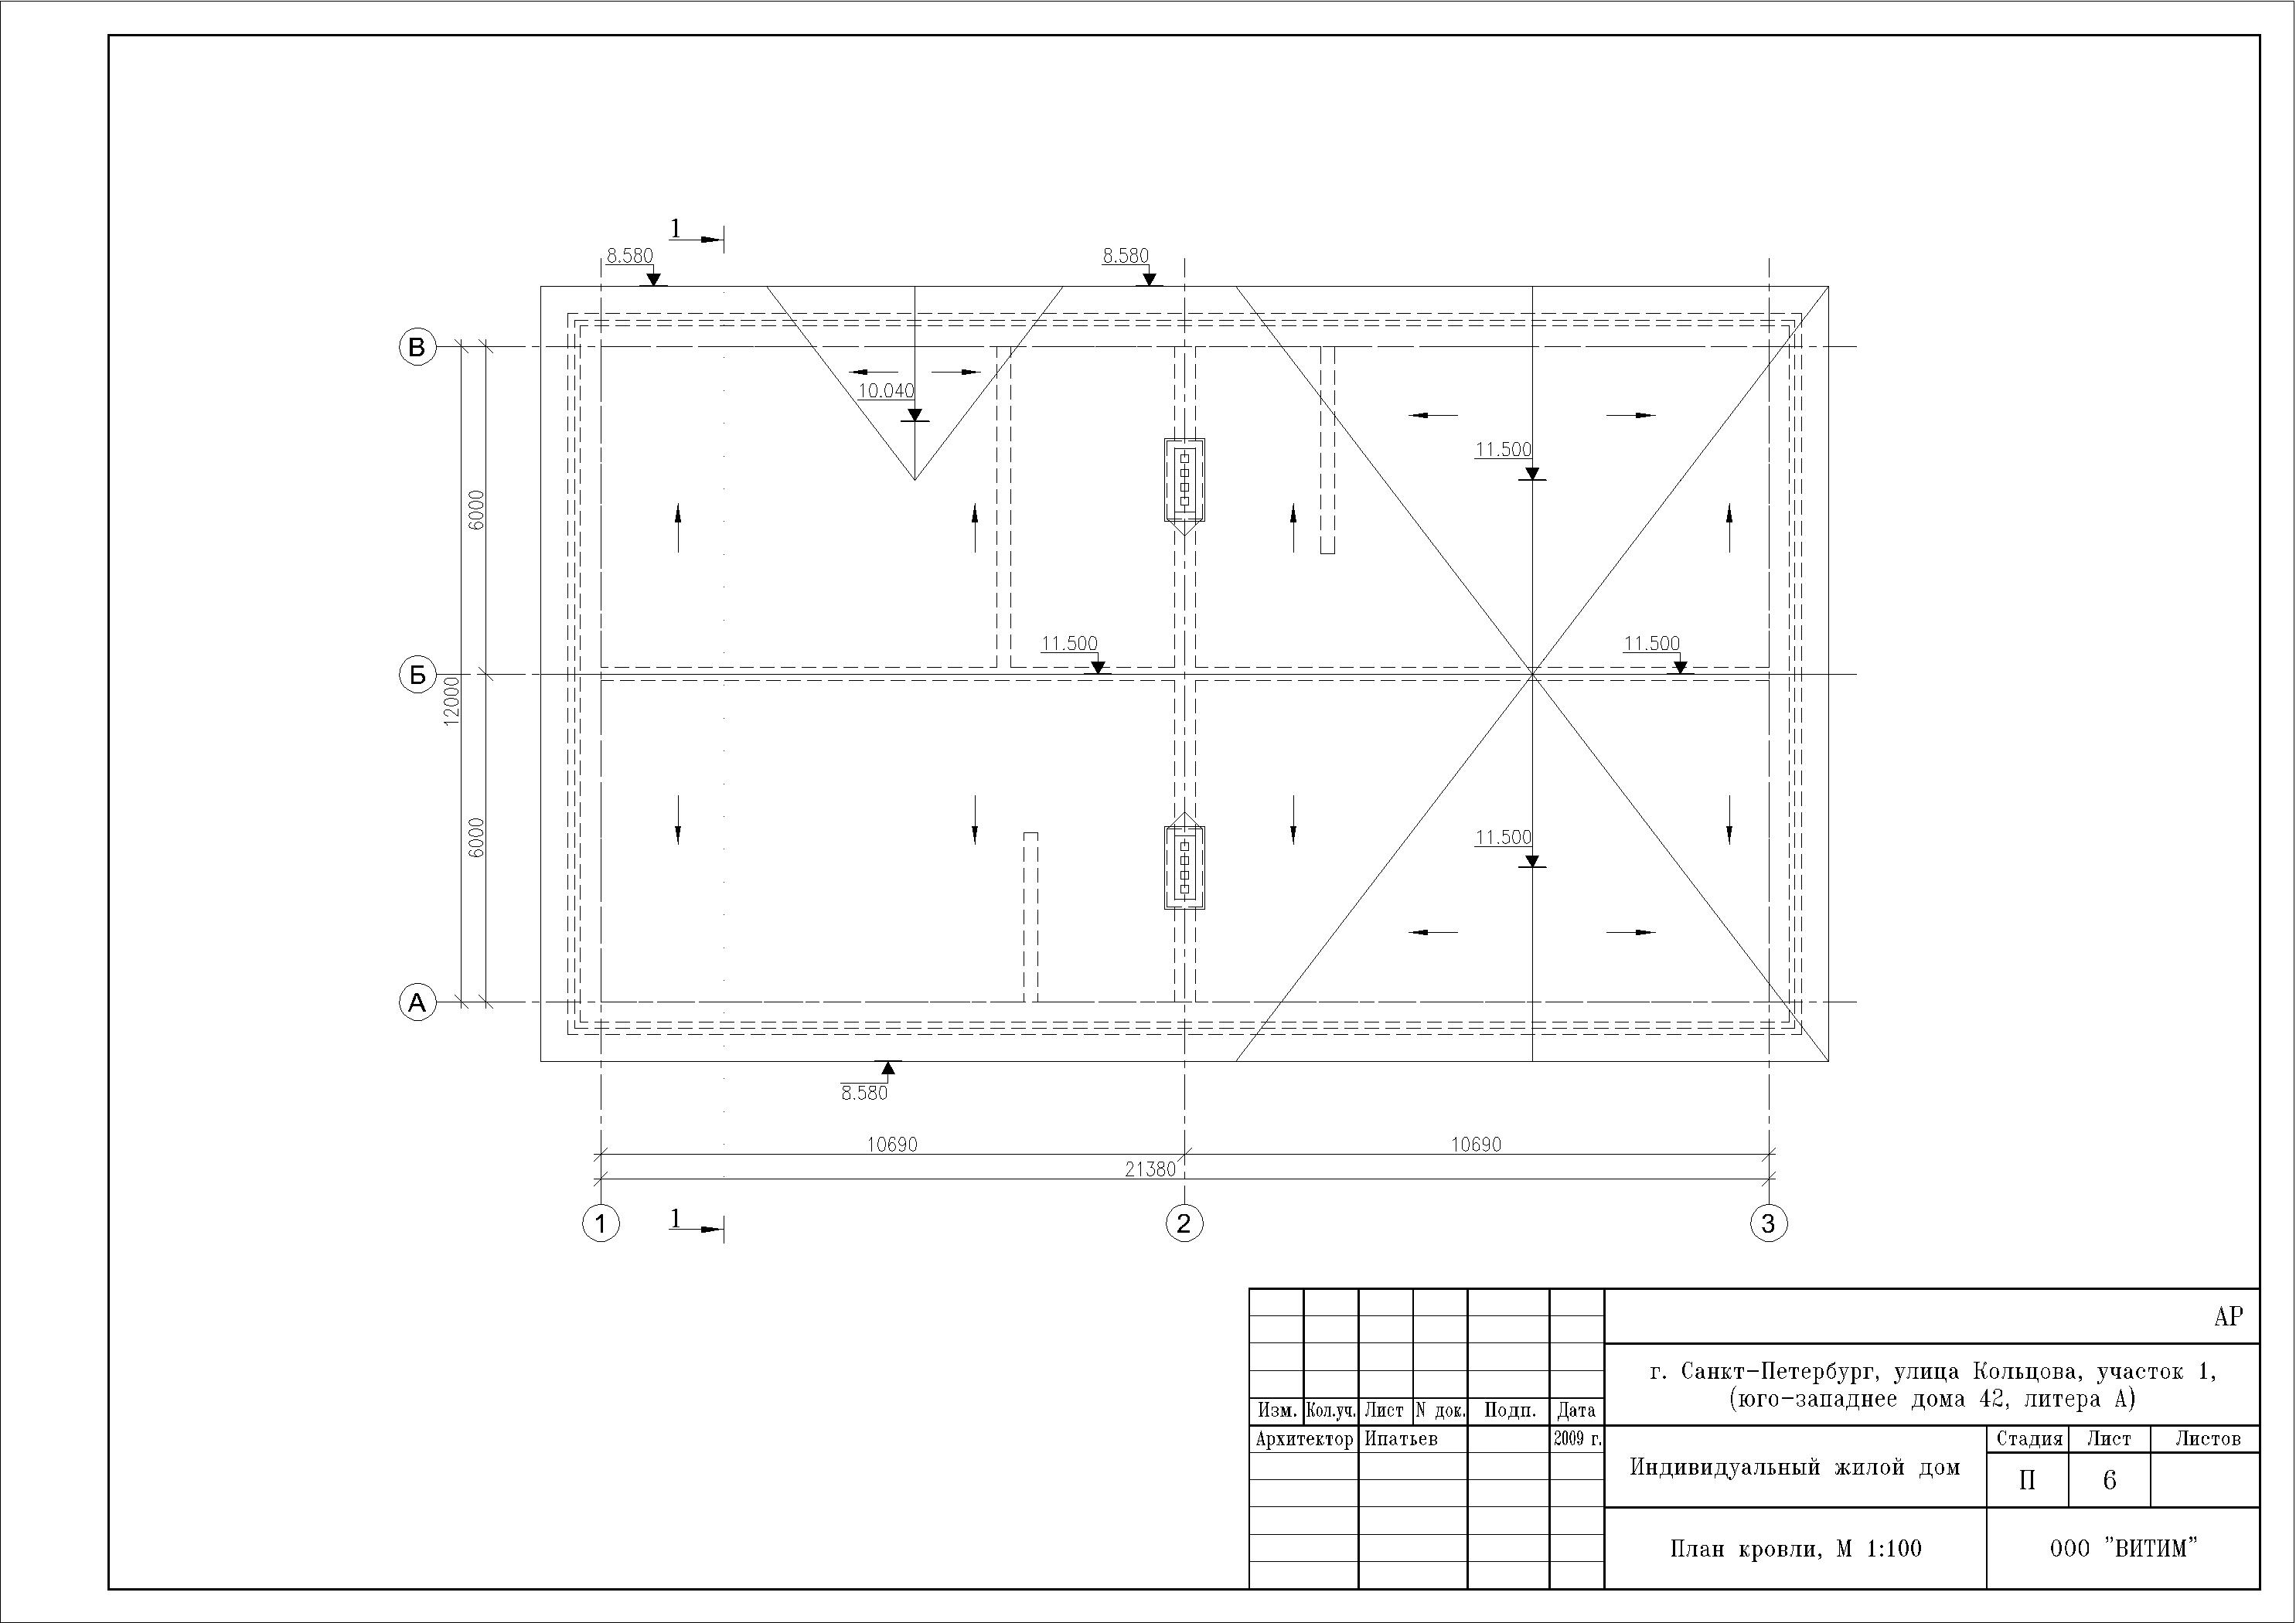 1
8.580
8.580
В
10.040
11.500
6000
11.500
11.500
Б
12000
6000
11.500
А
8.580
10690
10690
21380
1
1
2
3
АР
г. Санкт-Петербург, улица Кольцова, участок 1,
(юго-западнее дома 42, литера А)
Изм. Кол.уч. Лист N док. Подп. Дата
Архитектор Ипатьев 2009 г.
Индивидуальный жилой дом
Стадия Лист Листов
П 6
План кровли, М 1:100
ООО "ВИТИМ"